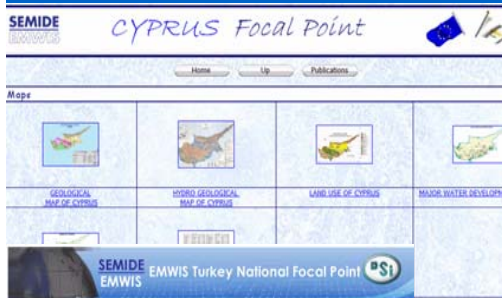 SEMIDE
EMWIS
CYPRUS Focal Point
Home Up Publications
Maps
GEOLOGICAL
MAP OF CYPRUS
HYDRO GEOLOGICAL
MAP OF CYPRUS
LAND USE OF CYPRUS
MAJOR WATER DEVELOPM
SEMIDE
EMWIS
EMWIS Turkey National Focal Point
DSİ